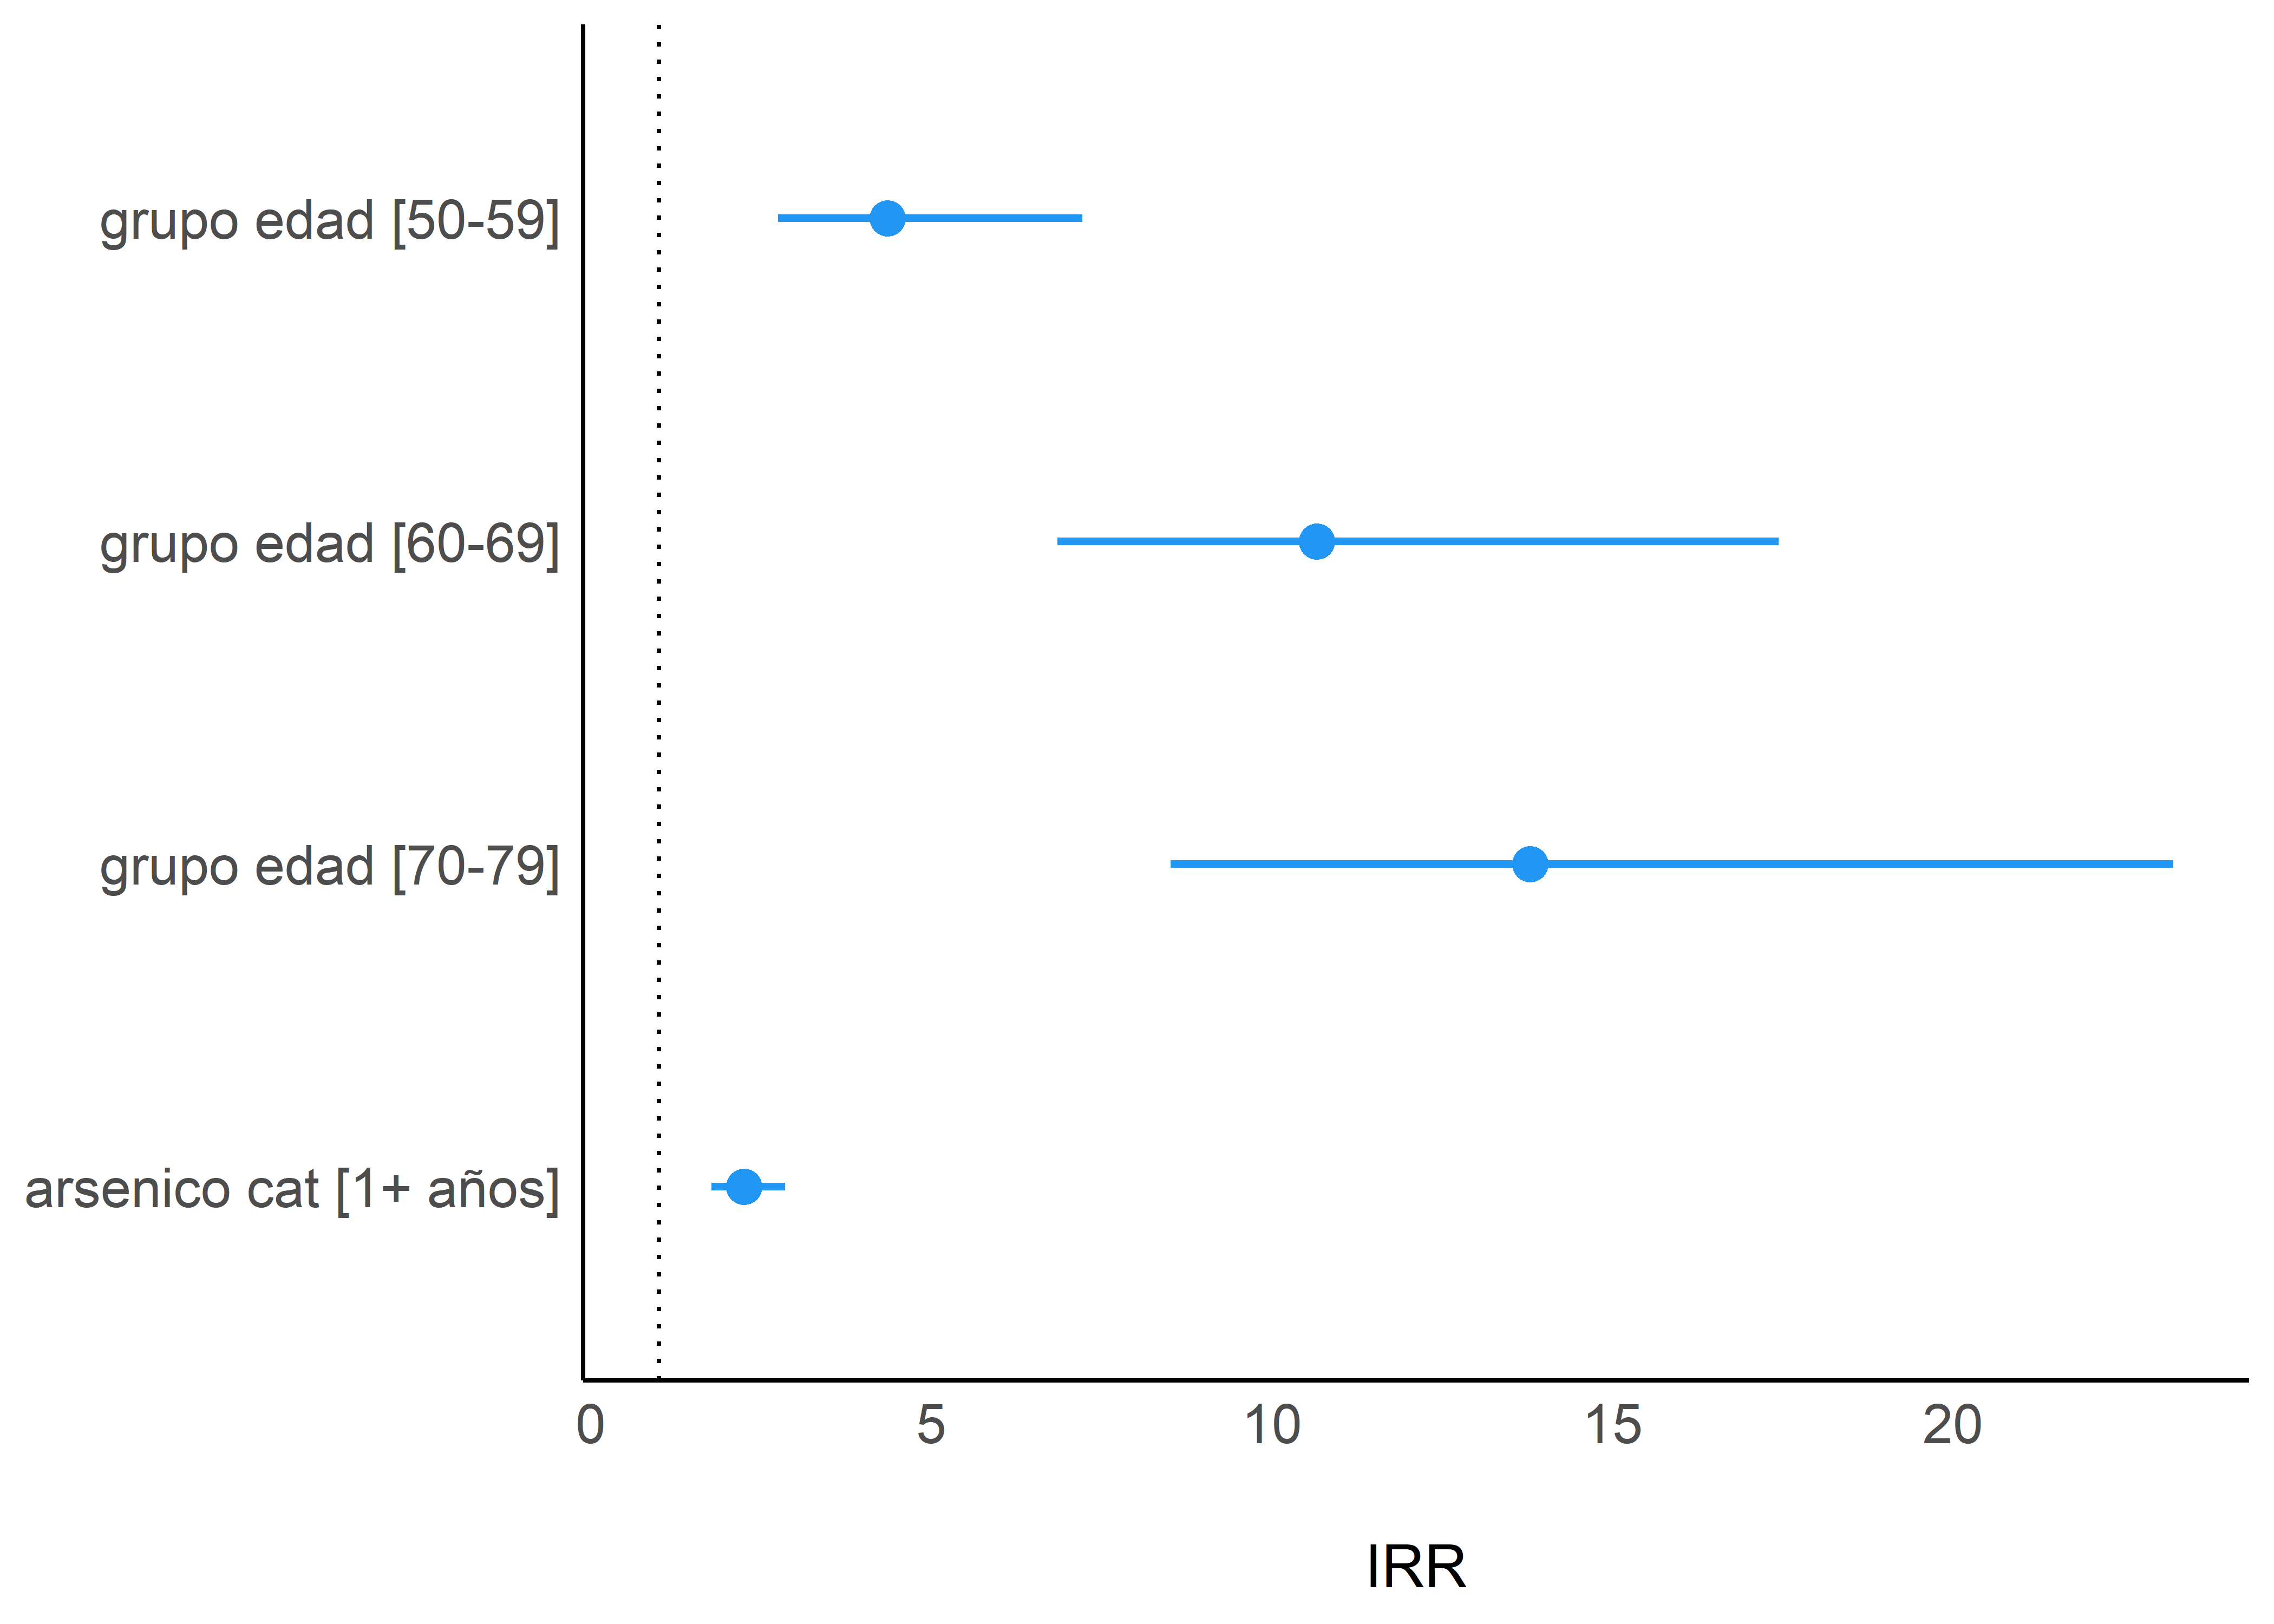 grupo edad [50-59]
grupo edad [60-69]
grupo edad [70-79]
arsenico cat [1+ años]
0 5 10 15 20
IRR